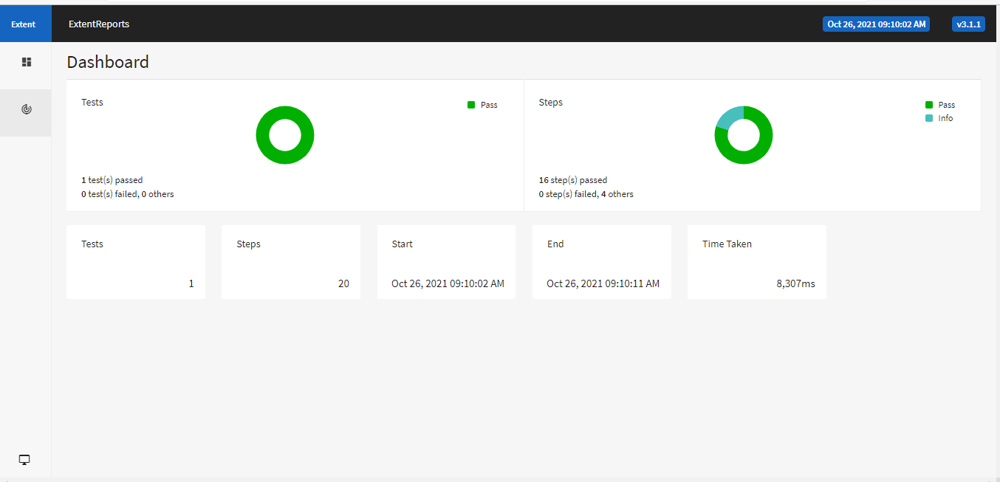 Extent
ExtentReports
Oct 26, 2021 09:10:02 AM
v3.1.1
Dashboard
Tests
Pass
1 test(s) passed
0 test(s) failed, 0 others
Steps
Pass
Info
16 step(s) passed
0 step(s) failed, 4 others
Tests
1
Steps
20
Start
Oct 26, 2021 09:10:02 AM
End
Oct 26, 2021 09:10:11 AM
Time Taken
8,307ms